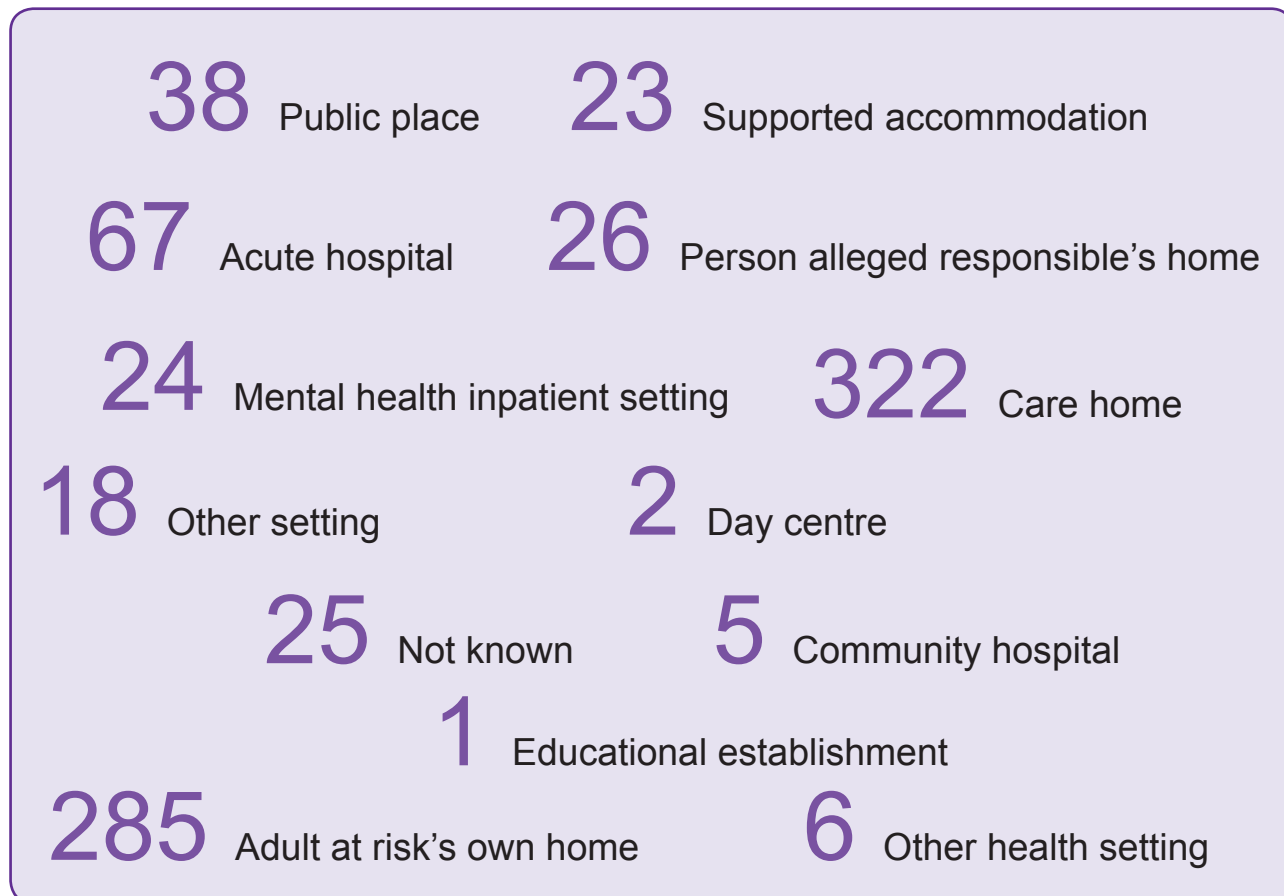 38 Public place 23 Supported accommodation
67 Acute hospital 26 Person alleged responsible’s home
24 Mental health inpatient setting 322 Care home
18 Other setting 2 Day centre
25 Not known 5 Community hospital
1 Educational establishment
285 Adult at risk’s own home 6 Other health setting